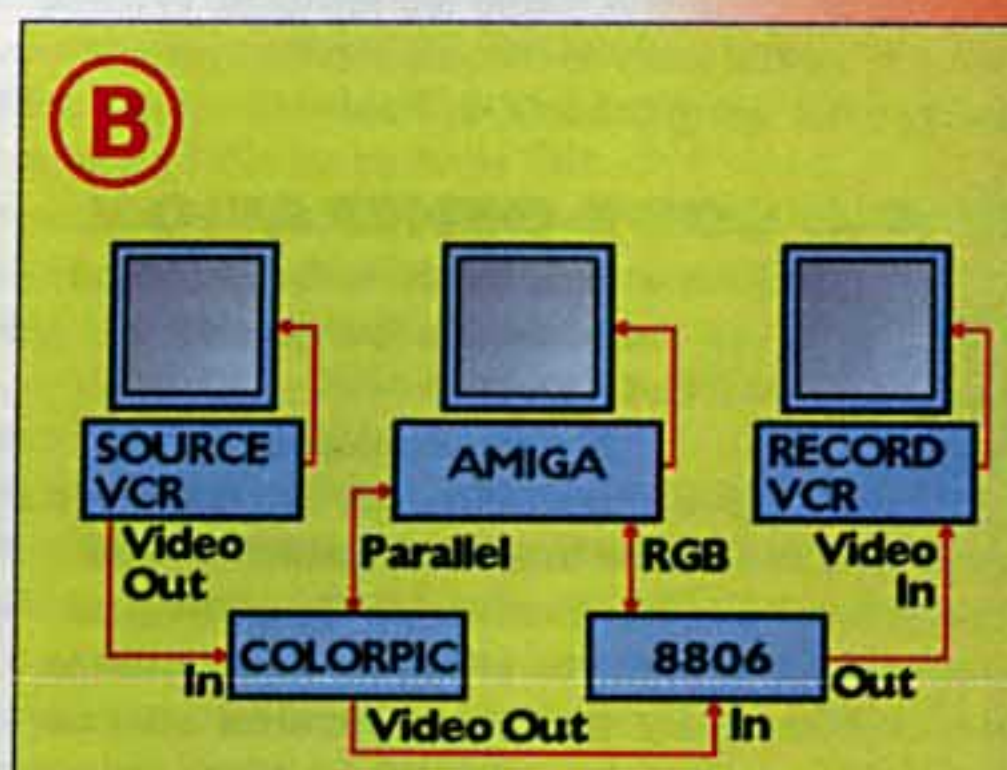 B
SOURCE
VCR
AMIGA
RECORD
VCR
Video
Out
Parallel
RGB
Video
In
In
COLORPIC
8806
Out
Video Out
In